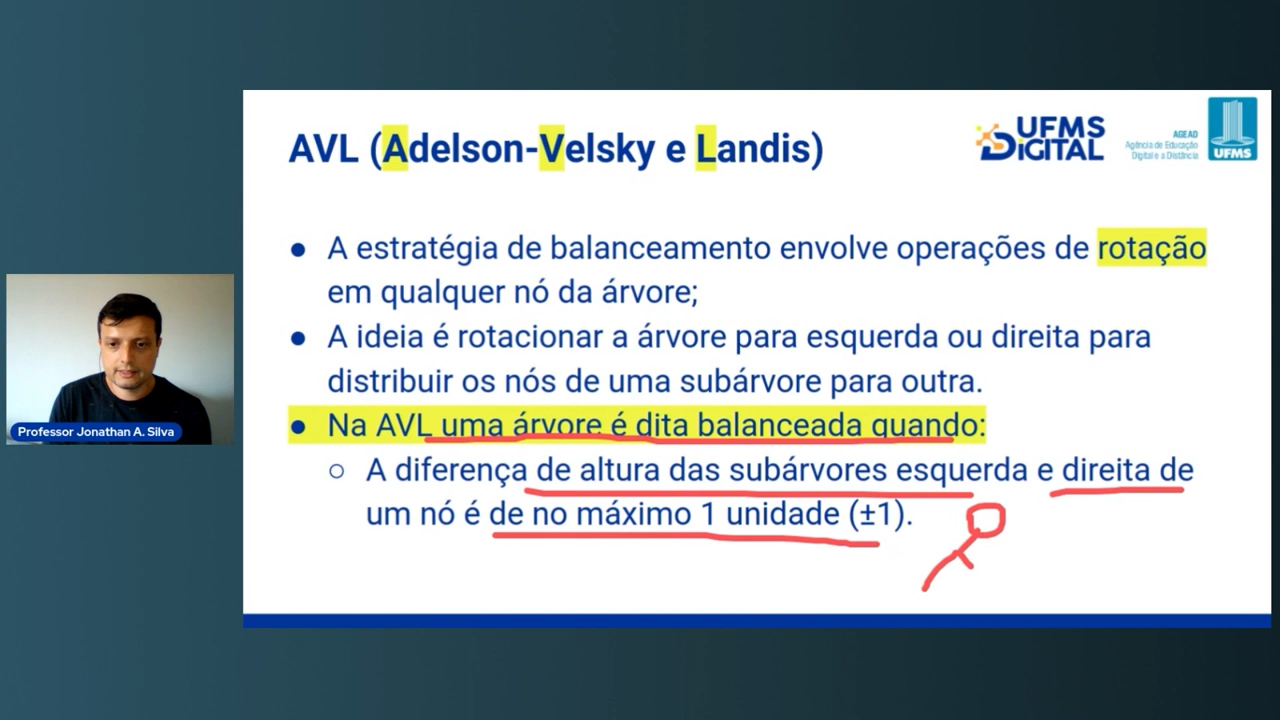 AVL (Adelson-Velsky e Landis)
UFMS
DIGITAL
AGEAD
Agência de Educação
Digital e a Distância
UFMS
● A estratégia de balanceamento envolve operações de rotação
em qualquer nó da árvore;
● A ideia é rotacionar a árvore para esquerda ou direita para
distribuir os nós de uma subárvore para outra.
● Na AVL uma árvore é dita balanceada quando:
○ A diferença de altura das subárvores esquerda e direita de
um nó é de no máximo 1 unidade (±1).
Professor Jonathan A. Silva